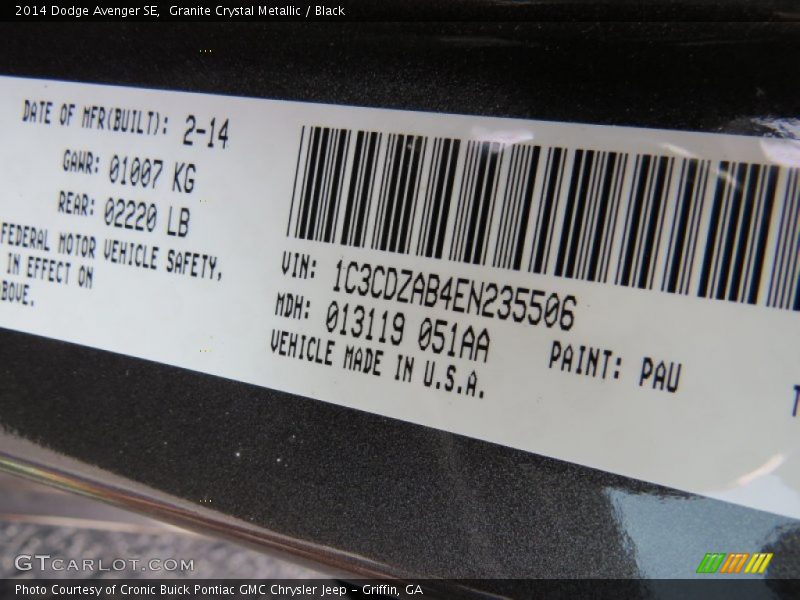 2014 Dodge Avenger SE,  Granite Crystal Metallic / Black
DATE OF MFR(BUILT): 2-14
GAWR: 01007 KG
REAR: 02220 LB
FEDERAL MOTOR VEHICLE SAFETY,
IN EFFECT ON
BOVE.
VIN: 1C3CDZAB4EN235506
MDH: 013119 051AA
PAINT: PAU
VEHICLE MADE IN U.S.A.
T
GTCARLOT.COM
Photo Courtesy of Cronic Buick Pontiac GMC Chrysler Jeep – Griffin, GA